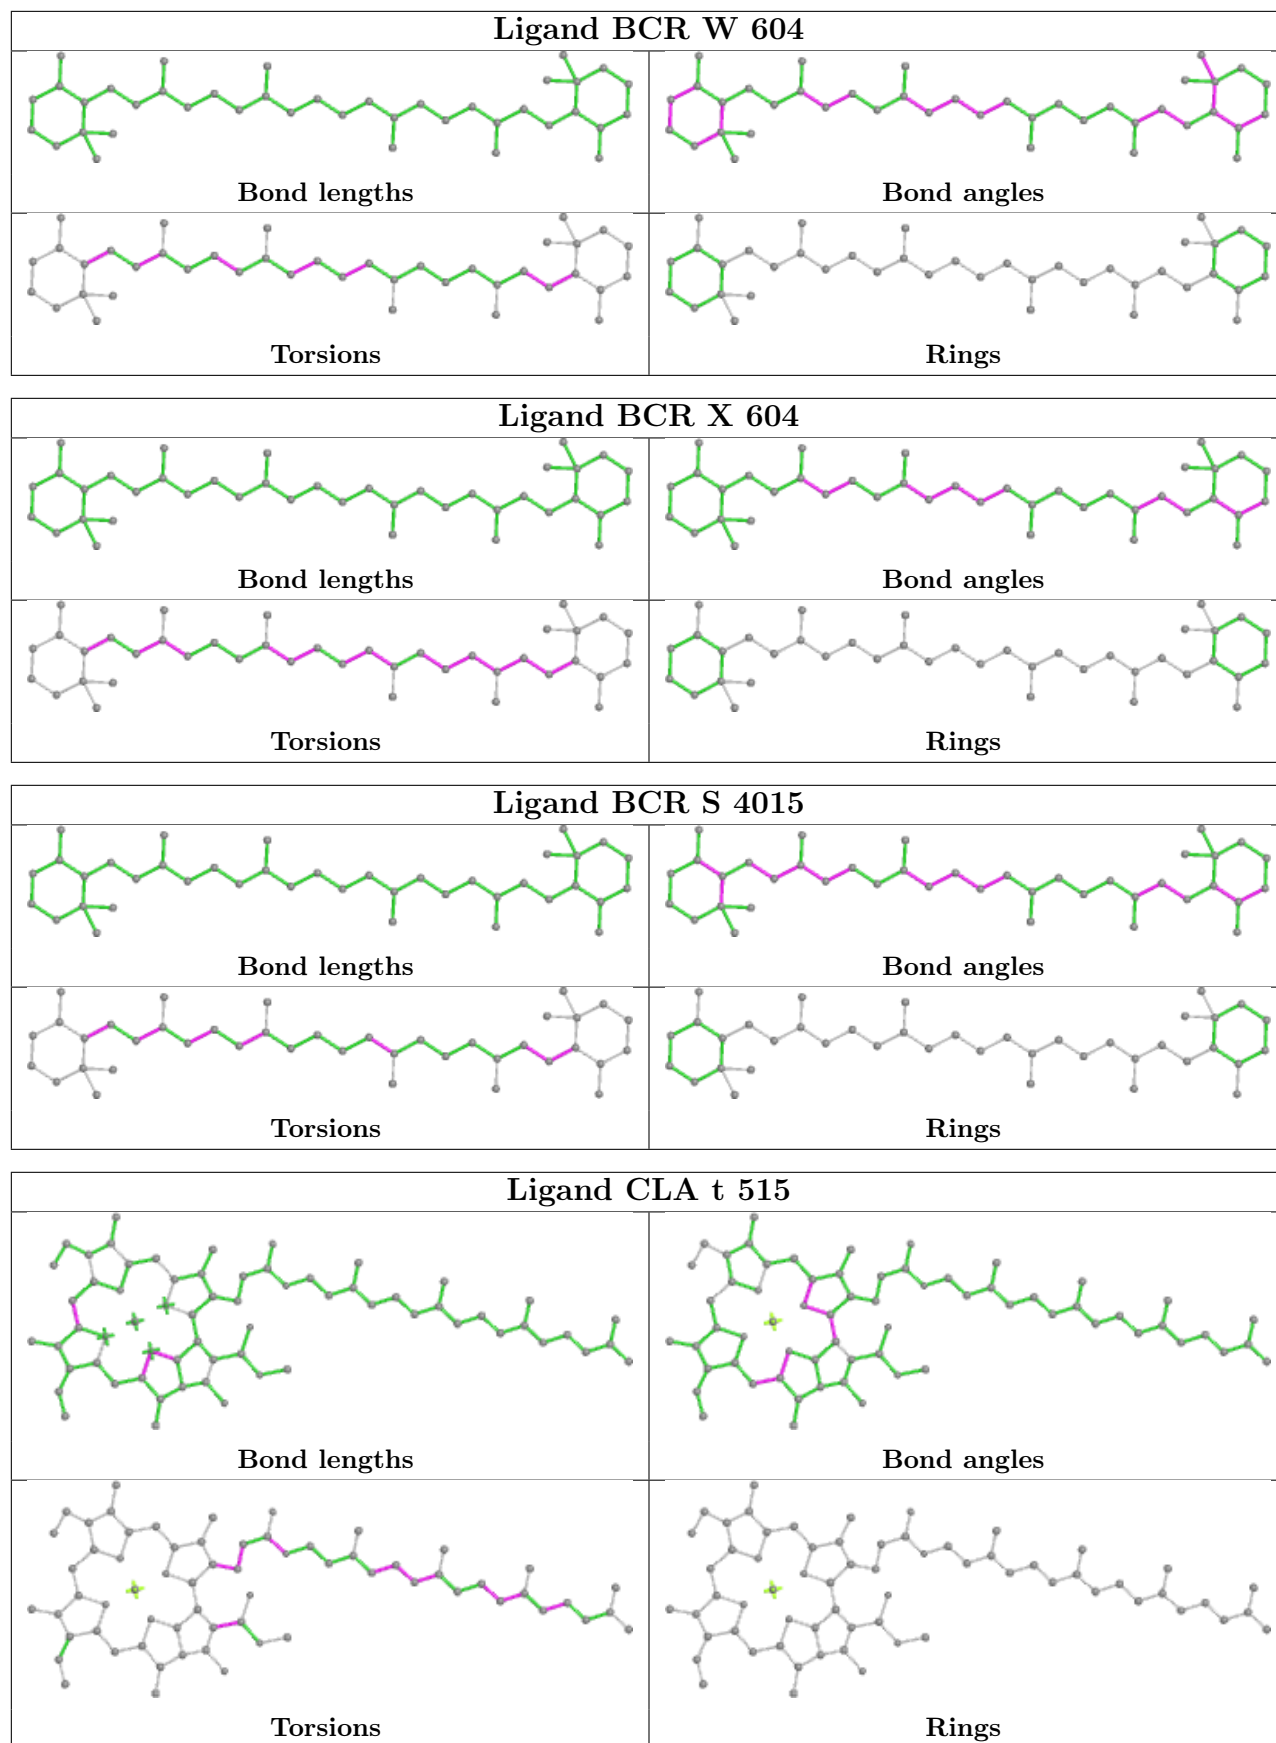 Ligand BCR W 604
Bond lengths
Bond angles
Torsions
Rings
Ligand BCR X 604
Bond lengths
Bond angles
Torsions
Rings
Ligand BCR S 4015
Bond lengths
Bond angles
Torsions
Rings
Ligand CLA t 515
Bond lengths
Bond angles
Torsions
Rings